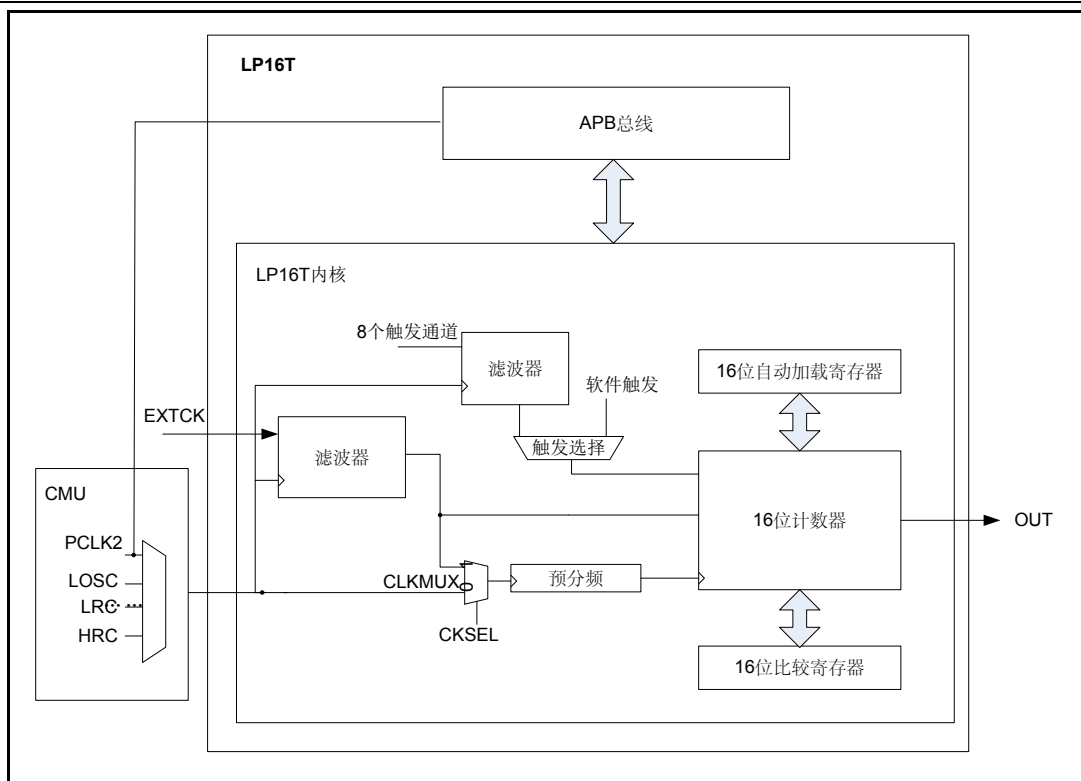 LP16T
APB总线
LP16T内核
8个触发通道
滤波器
软件触发
16位自动加载寄存器
EXTCK
滤波器
触发选择
CMU
16位计数器
OUT
PCLK2
LOSC
LRC
HRC
CLKMUX
1
0
预分频
CKSEL
16位比较寄存器